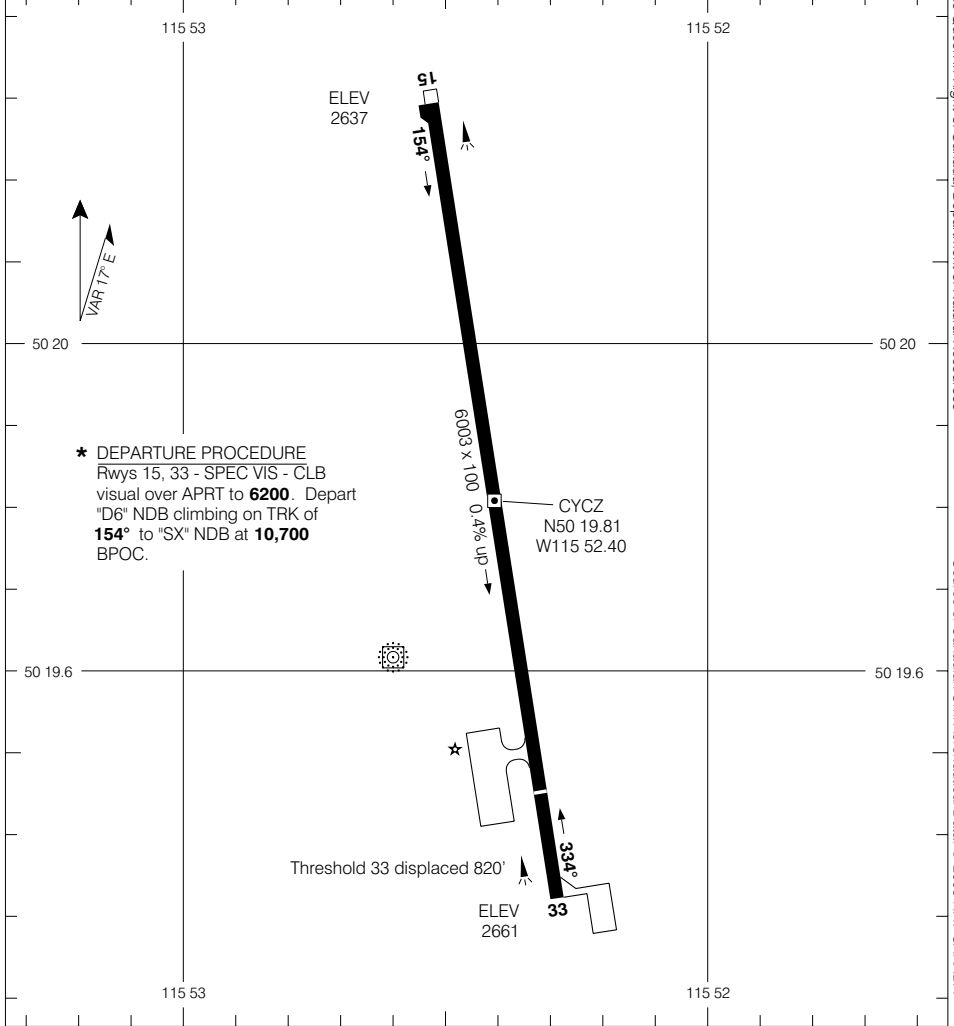 115 53
115 52
15
ELEV
2637
154°
VAR 17° E
50 20
50 20
6003 x 100 0.4% up
* DEPARTURE PROCEDURE
Rwys 15, 33 - SPEC VIS - CLB
visual over APRT to 6200. Depart
"D6" NDB climbing on TRK of
154° to "SX" NDB at 10,700
BPOC.
CYCZ
N50 19.81
W115 52.40
50 19.6
50 19.6
Threshold 33 displaced 820'
334°
ELEV
2661
33
115 53
115 52